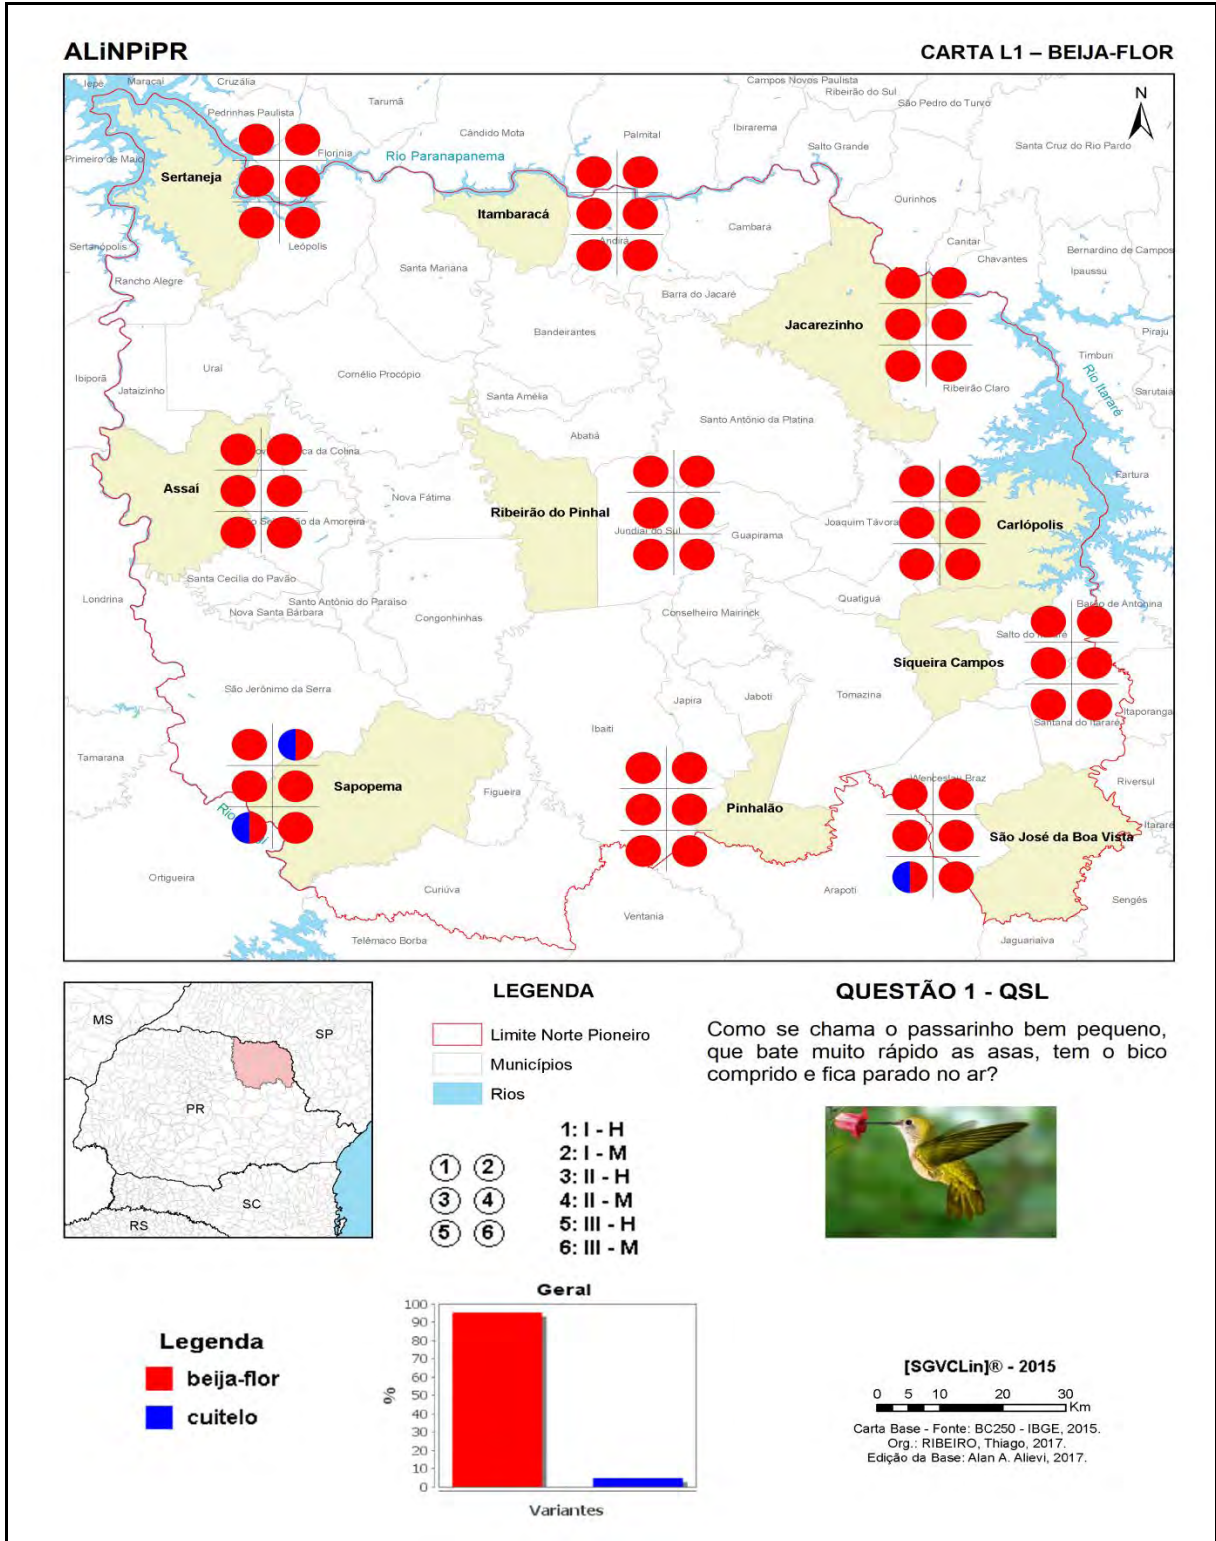 ALiNPiPR
CARTA L1 – BEIJA-FLOR
Iepê
Maracaí
Cruzália
Tarumã
Campos Novos Paulista
Ribeirão do Sul
São Pedro do Turvo
Pedrinhas Paulista
Florínia
Cândido Mota
Palmital
Ibirarema
Salto Grande
Santa Cruz do Rio Pardo
N
Primeiro de Maio
Rio Paranapanema
Sertaneja
Itambaracá
Ourinhos
Sertanópolis
Leópolis
Andirá
Cambará
Canitar
Chavantes
Bernardino de Campos
Ipaussu
Rancho Alegre
Santa Mariana
Barra do Jacaré
Bandeirantes
Jacarezinho
Piraju
Timburi
Ibiporã
Jataizinho
Uraí
Cornélio Procópio
Santa Amélia
Ribeirão Claro
Rio Itararé
Sarutaiá
Abatiá
Santo Antônio da Platina
Assaí
Nova Fátima
Ribeirão do Pinhal
Jundiaí do Sul
Guapirama
Joaquim Távora
Carlópolis
Fartura
Santa Cecília do Pavão
Londrina
Nova Santa Bárbara
Santo Antônio do Paraíso
Congonhinhas
Conselheiro Mairinck
Quatiguá
Barão de Antonina
Siqueira Campos
São Jerônimo da Serra
Japira
Jaboti
Tomazina
Santana do Itararé
Itaporanga
Ibaiti
Tamarana
Sapopema
Figueira
Pinhalão
Wenceslau Braz
Riversul
São José da Boa Vista
Itararé
Rio
Ortigueira
Curiúva
Arapoti
Sengés
Ventania
Telêmaco Borba
Jaguariaíva
MS
SP
PR
SC
RS
LEGENDA
Limite Norte Pioneiro
Municípios
Rios
1 2
3 4
5 6
1: I - H
2: I - M
3: II - H
4: II - M
5: III - H
6: III - M
QUESTÃO 1 - QSL
Como se chama o passarinho bem pequeno,
que bate muito rápido as asas, tem o bico
comprido e fica parado no ar?
Legenda
beija-flor
cuitelo
Geral
%
100
90
80
70
60
50
40
30
20
10
0
Variantes
[SGVCLin]® - 2015
0 5 10 20 30
Km
Carta Base - Fonte: BC250 - IBGE, 2015.
Org.: RIBEIRO, Thiago, 2017.
Edição da Base: Alan A. Alievi, 2017.